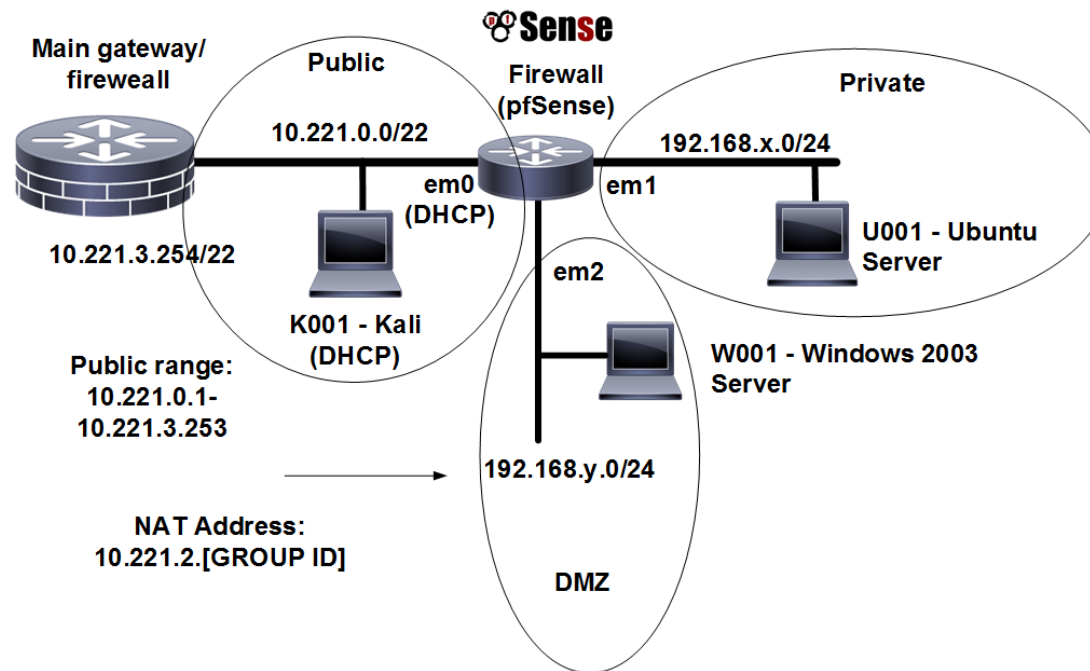 pf Sense
Main gateway/
fireweall
Public
Firewall
(pfSense)
Private
10.221.0.0/22
192.168.x.0/24
em0
(DHCP)
em1
10.221.3.254/22
U001 - Ubuntu
Server
em2
K001 - Kali
(DHCP)
W001 - Windows 2003
Server
Public range:
10.221.0.1-
10.221.3.253
192.168.y.0/24
NAT Address:
10.221.2.[GROUP ID]
DMZ